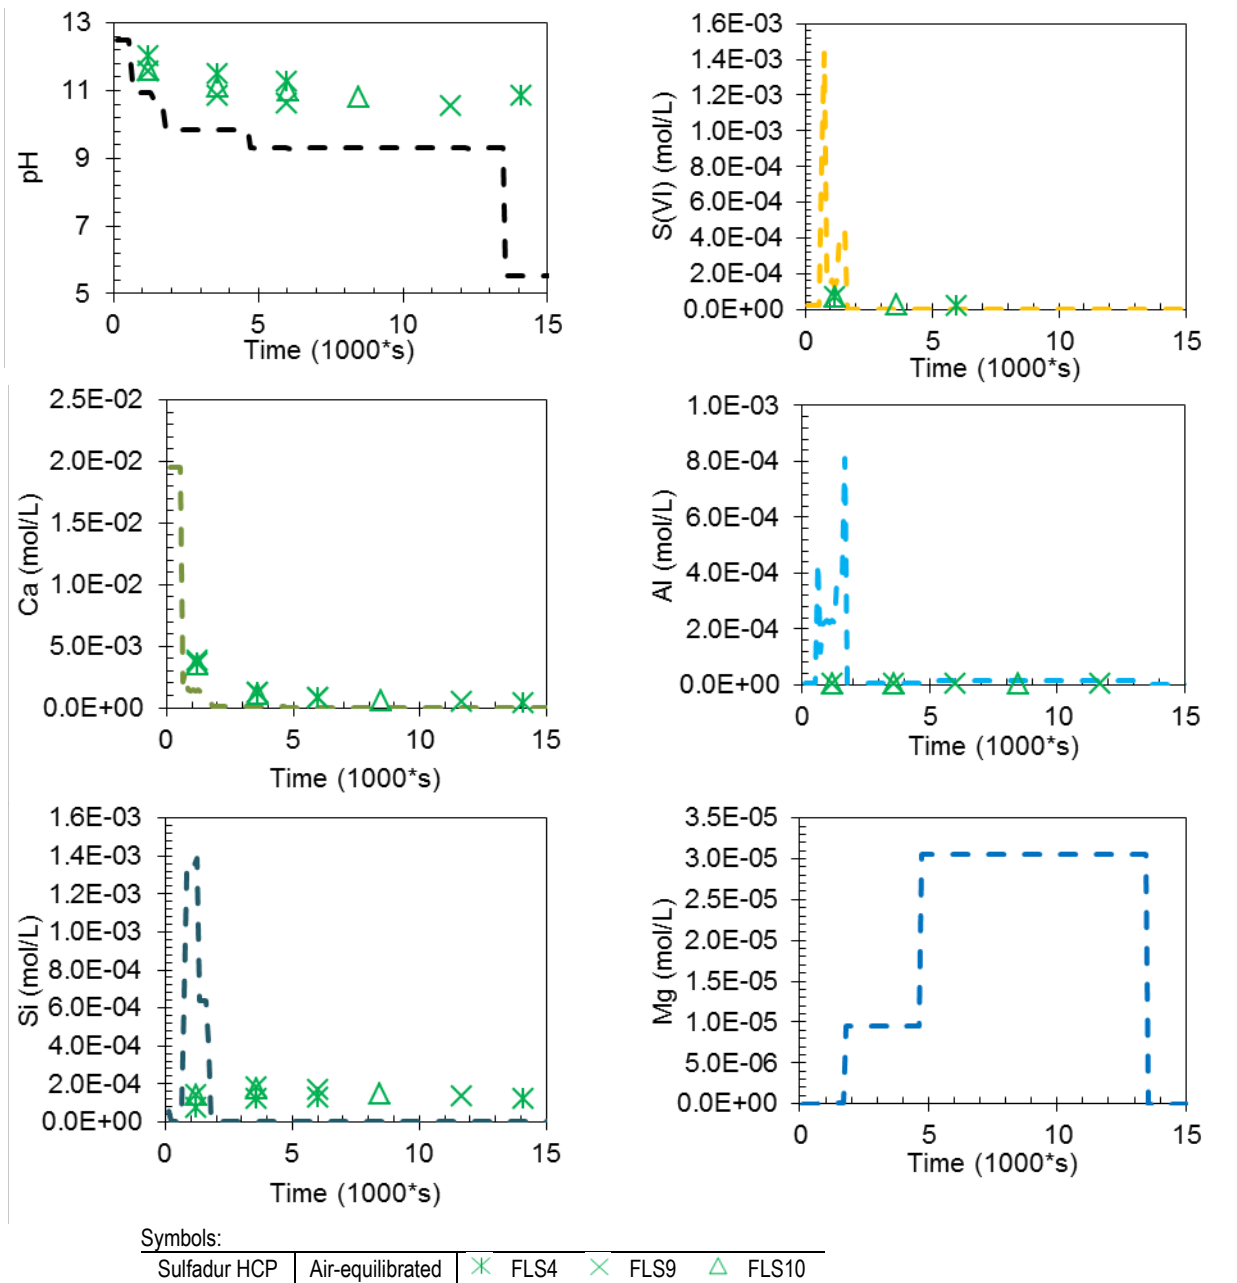 13
11
9
7
5
pH
0
5
10
15
Time (1000*s)
1.6E-03
1.4E-03
1.2E-03
1.0E-03
8.0E-04
6.0E-04
4.0E-04
2.0E-04
0.0E+00
S(VI) (mol/L)
0
5
10
15
Time (1000*s)
2.5E-02
2.0E-02
1.5E-02
1.0E-02
5.0E-03
0.0E+00
Ca (mol/L)
0
5
10
15
Time (1000*s)
1.0E-03
8.0E-04
6.0E-04
4.0E-04
2.0E-04
0.0E+00
Al (mol/L)
0
5
10
15
Time (1000*s)
1.6E-03
1.4E-03
1.2E-03
1.0E-03
8.0E-04
6.0E-04
4.0E-04
2.0E-04
0.0E+00
Si (mol/L)
0
5
10
15
Time (1000*s)
3.5E-05
3.0E-05
2.5E-05
2.0E-05
1.5E-05
1.0E-05
5.0E-06
0.0E+00
Mg (mol/L)
0
5
10
15
Time (1000*s)
Symbols:
Sulfadur HCP Air-equilibrated FLS4 FLS9 FLS10